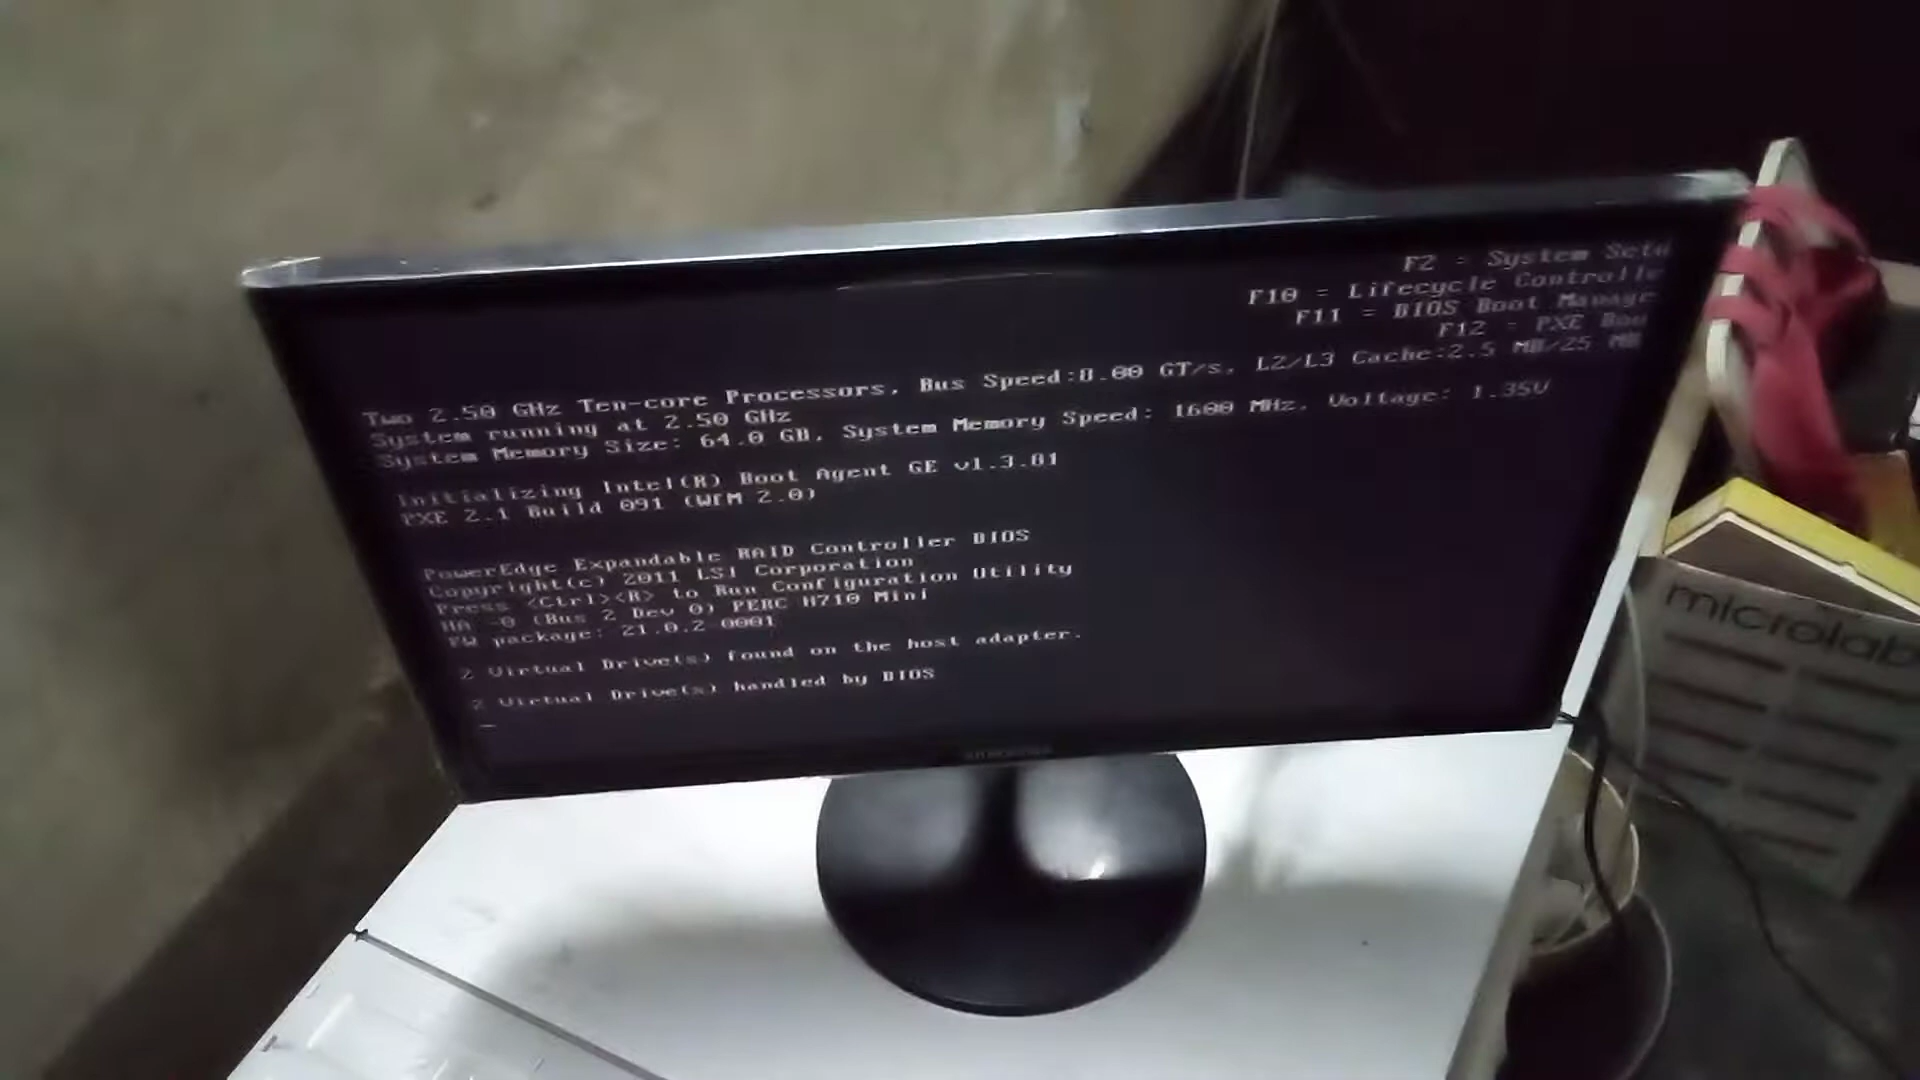 F2 = System Setu
F10 = Lifecycle Controlle
F11 = BIOS Boot Manage
F12 = PXE Boo
Two 2.50 GHz Ten-core Processors, Bus Speed:8.00 GT/s, L2/L3 Cache:2.5 MB/25 MB
System running at 2.50 GHz
System Memory Size: 64.0 GB, System Memory Speed: 1600 MHz, Voltage: 1.35V
Initializing Intel(R) Boot Agent GE v1.3.81
PXE 2.1 Build 091 (WfM 2.0)
PowerEdge Expandable RAID Controller BIOS
Copyright(c) 2011 LSI Corporation
Press <Ctrl><R> to Run Configuration Utility
HA -0 (Bus 2 Dev 0) PERC H710 Mini
FW package: 21.0.2-0001
2 Virtual Drive(s) found on the host adapter.
2 Virtual Drive(s) handled by BIOS
microlab